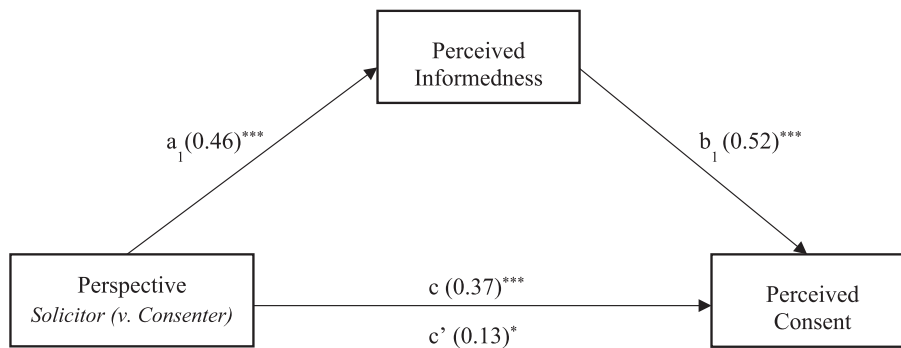 Perceived
Informedness
a₁ (0.46)***
b₁ (0.52)***
Perspective
Solicitor (v. Consenter)
c (0.37)***
c’ (0.13)*
Perceived
Consent